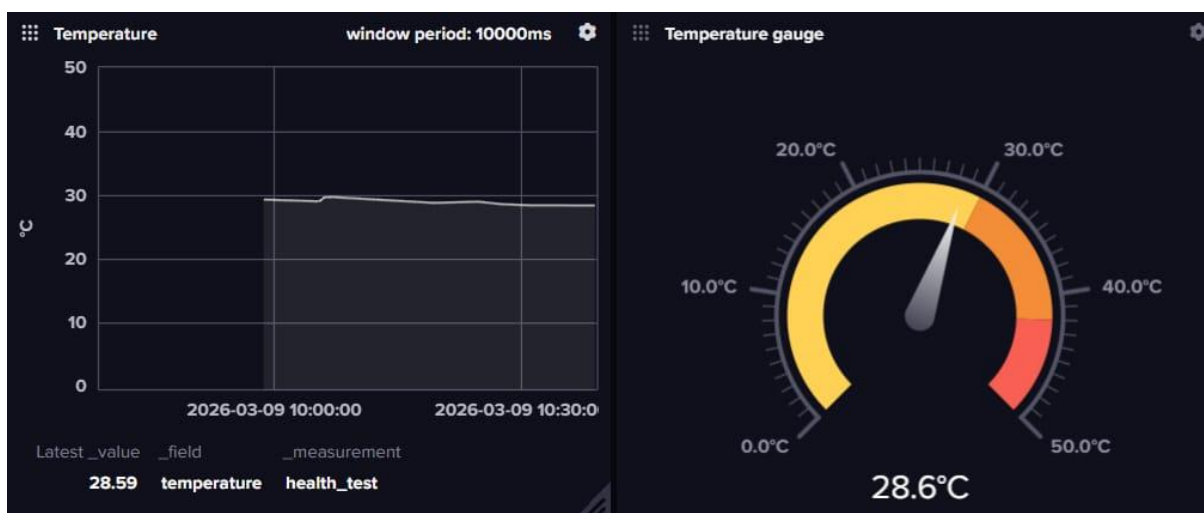 Temperature window period: 10000ms
50
40
30
20
10
0
°C
2026-03-09 10:00:00 2026-03-09 10:30:0
Latest _value _field _measurement
28.59 temperature health_test
Temperature gauge
20.0°C 30.0°C
10.0°C 40.0°C
0.0°C 50.0°C
28.6°C